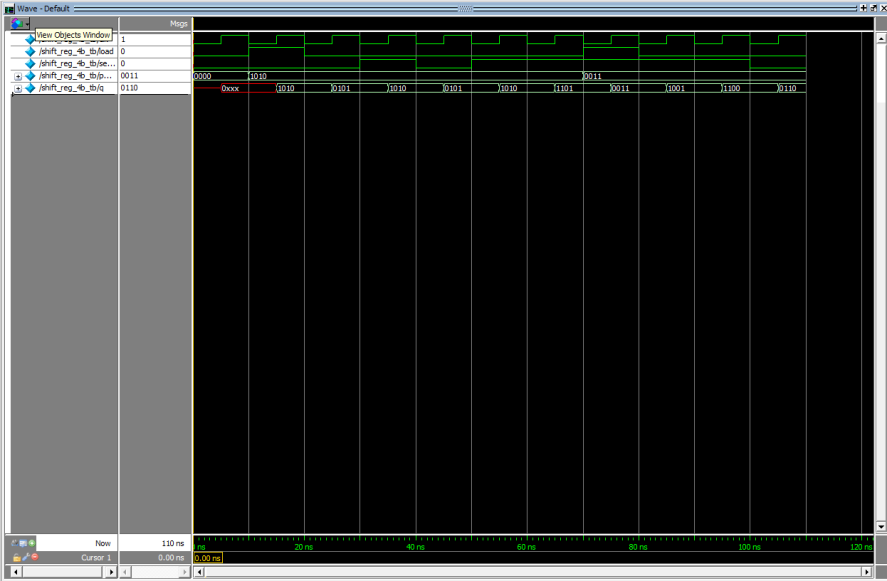 Wave - Default
Msgs
View Objects Window
1
/shift_reg_4b_tb/load 0
/shift_reg_4b_tb/se... 0
/shift_reg_4b_tb/p... 0011 0000 1010 0011
/shift_reg_4b_tb/q 0110 0xxx 1010 0101 1010 0101 1010 1101 0011 1001 1100 0110
Now 110 ns ns 20 ns 40 ns 60 ns 80 ns 100 ns 120 ns
Cursor 1 0.00 ns 0.00 ns